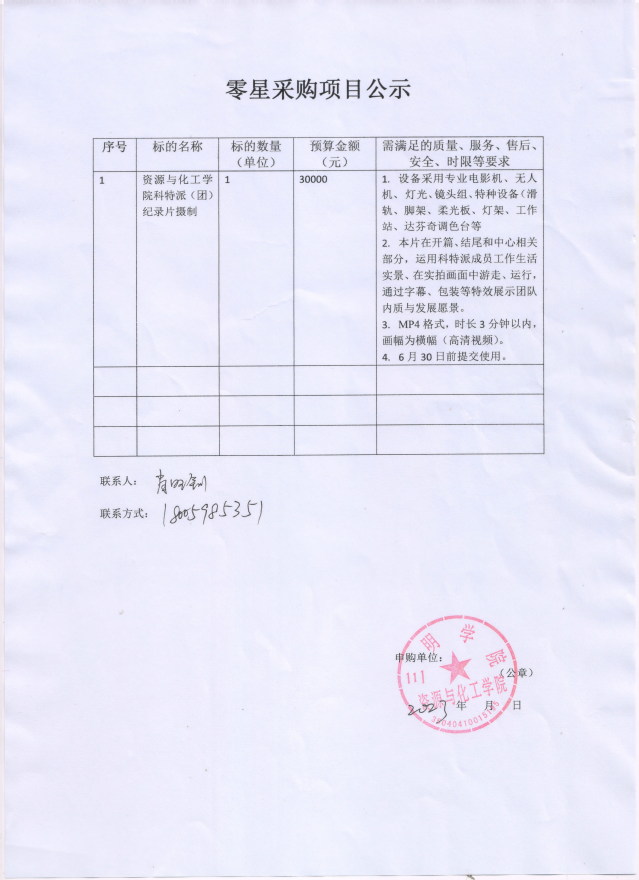 零星采购项目公示
序号 标的名称 标的数量 预算金额 需满足的质量、服务、售后、
（单位） （元） 安全、时限等要求
1 资源与化工学 1 30000 1. 设备采用专业电影机、无人
院科特派（团） 机、灯光、镜头组、特种设备（滑
纪录片摄制 轨、脚架、柔光板、灯架、工作
站、达芬奇调色台等
2. 本片在开篇、结尾和中心相关
部分，运用科特派成员工作生活
实景、在实拍画面中游走、运行，
通过字幕、包装等特效展示团队
内质与发展愿景。
3. MP4 格式，时长 3 分钟以内，
画幅为横幅（高清视频）。
4. 6 月 30 日前提交使用。
联系人：
联系方式： 18005985351
明学院
申购单位：
（公章）
资源与化工学院
2023 年 月 日